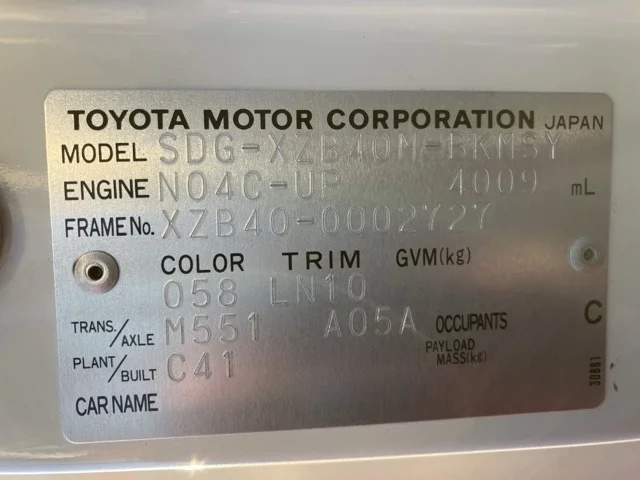 TOYOTA MOTOR CORPORATION JAPAN
MODEL SDG-XZB40M-BKMSY
ENGINE N04C-UP 4009 mL
FRAME No. XZB40-0002727
COLOR TRIM GVM(kg)
058 LN10
TRANS./AXLE M551 A05A OCCUPANTS C
PAYLOAD MASS(kg)
PLANT/BUILT C41
30881
CAR NAME